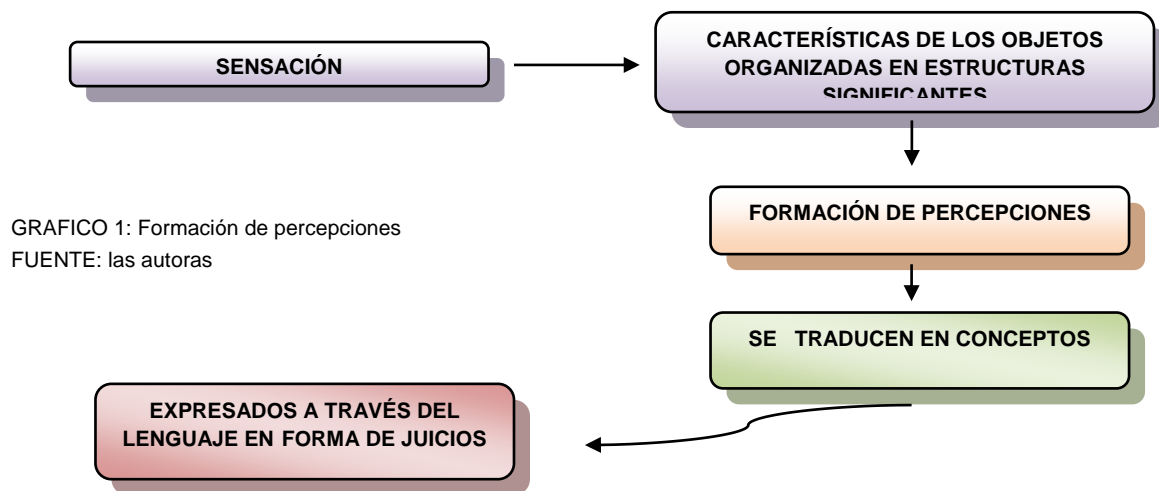 SENSACIÓN
CARACTERÍSTICAS DE LOS OBJETOS
ORGANIZADAS EN ESTRUCTURAS
SIGNIFICANTES
FORMACIÓN DE PERCEPCIONES
GRAFICO 1: Formación de percepciones
FUENTE: las autoras
SE TRADUCEN EN CONCEPTOS
EXPRESADOS A TRAVÉS DEL
LENGUAJE EN FORMA DE JUICIOS